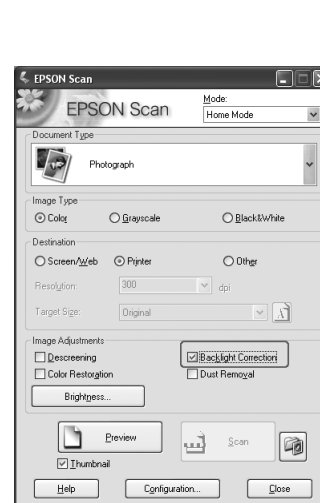 EPSON Scan
EPSON Scan
Mode:
Home Mode
Document Type
Photograph
Image Type
Color
Grayscale
Black&White
Destination
Screen/Web
Printer
Other
Resolution:
300
dpi
Target Size:
Original
Image Adjustments
Descreening
Backlight Correction
Color Restoration
Dust Removal
Brightness...
Preview
Scan
Thumbnail
Help
Configuration...
Close